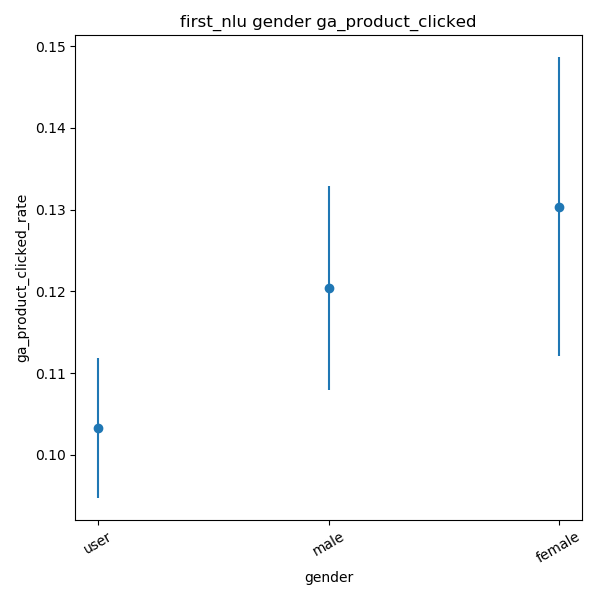 first_nlu gender ga_product_clicked
0.15
0.14
0.13
0.12
0.11
0.10
ga_product_clicked_rate
user
male
female
gender